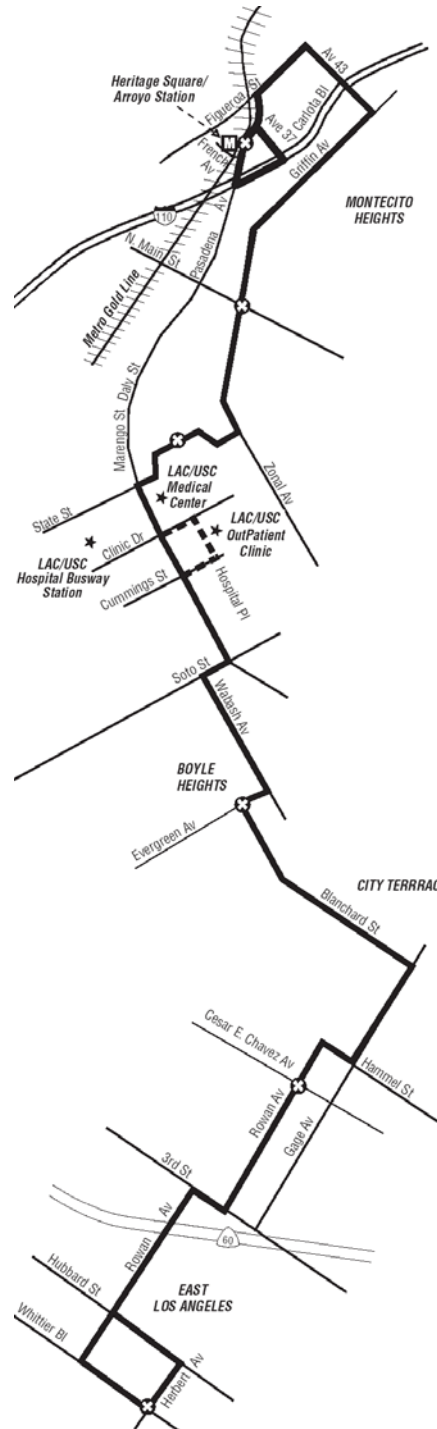 Av 43
Heritage Square/
Arroyo Station
Figueroa St
Carlota Bl
Ave 37
M
French
Av
Griffin Av
Av
110
MONTECITO
HEIGHTS
N. Main St
Pasadena
Metro Gold Line
Daly St
Marengo St
LAC/USC
Medical
Center
Zonal Av
State St
LAC/USC
OutPatient
Clinic
Clinic Dr
LAC/USC
Hospital Busway
Station
Cummings St
Hospital Pl
Soto St
Wabash Av
BOYLE
HEIGHTS
Evergreen Av
CITY TERRRAC
Blanchard St
Cesar E. Chavez Av
Hammel St
Rowan Av
Gage Av
3rd St
Av
Rowan
60
Hubbard St
EAST
LOS ANGELES
Whittier Bl
Av
Herbert